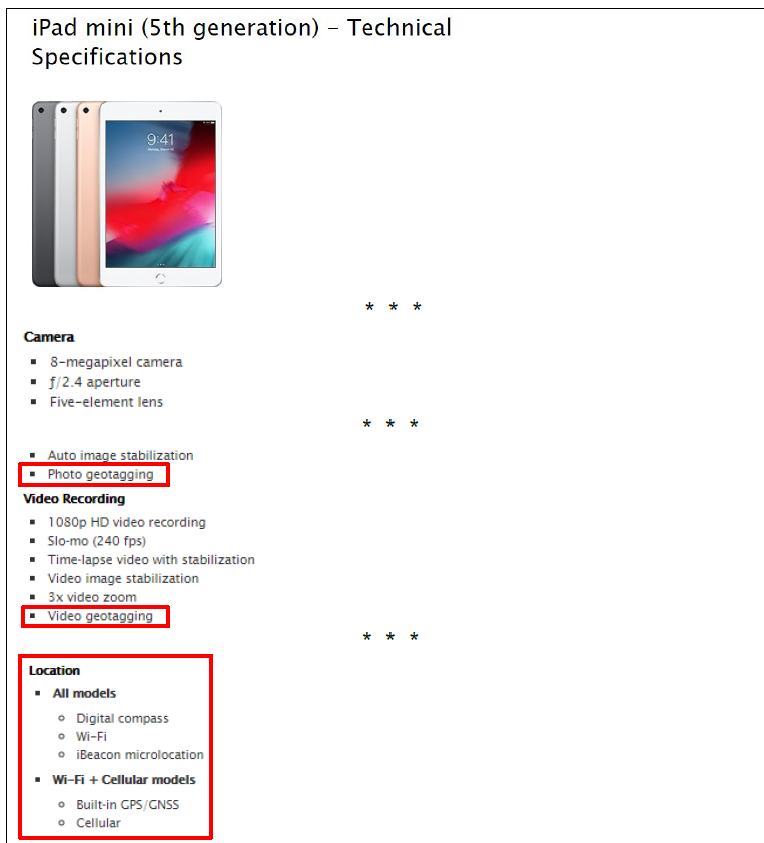 iPad mini (5th generation) – Technical
Specifications
9:41
* * *
Camera
▪ 8-megapixel camera
▪ ƒ/2.4 aperture
▪ Five-element lens
* * *
▪ Auto image stabilization
▪ Photo geotagging
Video Recording
▪ 1080p HD video recording
▪ Slo-mo (240 fps)
▪ Time-lapse video with stabilization
▪ Video image stabilization
▪ 3x video zoom
▪ Video geotagging
* * *
Location
▪ All models
○ Digital compass
○ Wi-Fi
○ iBeacon microlocation
▪ Wi-Fi + Cellular models
○ Built-in GPS/GNSS
○ Cellular